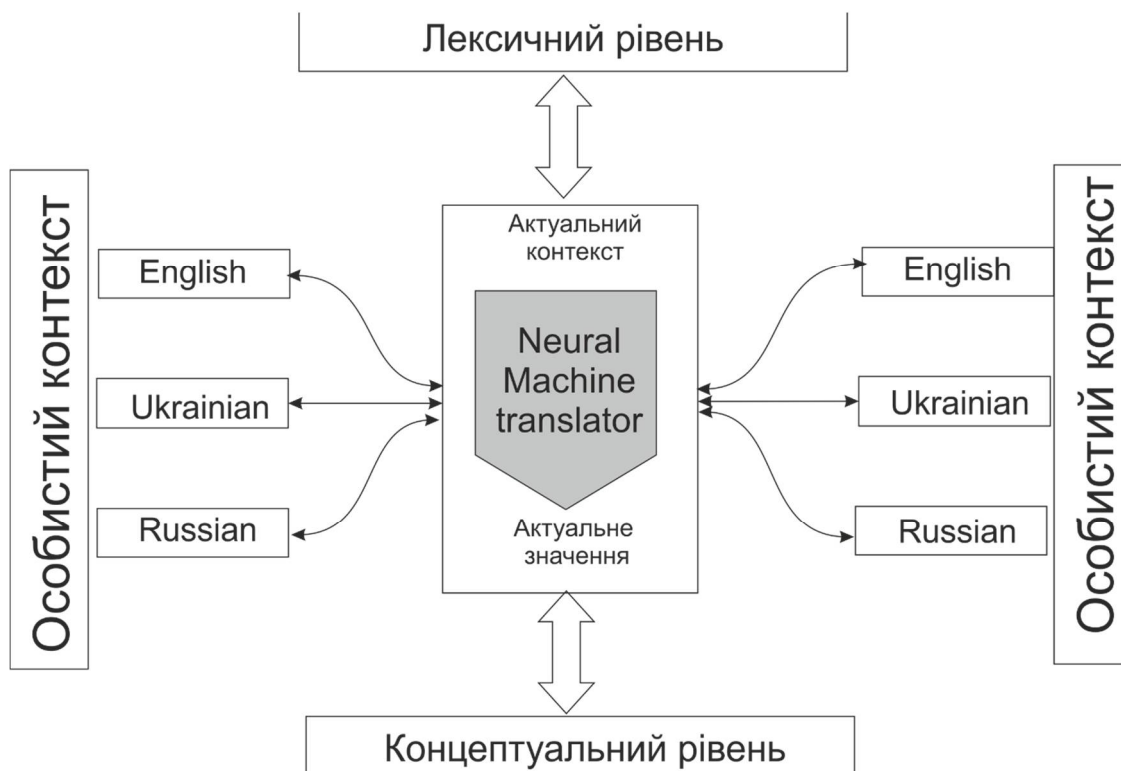 Лексичний рівень
Особистий контекст
English
Ukrainian
Russian
Актуальний
контекст
Neural
Machine
translator
Актуальне
значення
English
Ukrainian
Russian
Особистий контекст
Концептуальний рівень